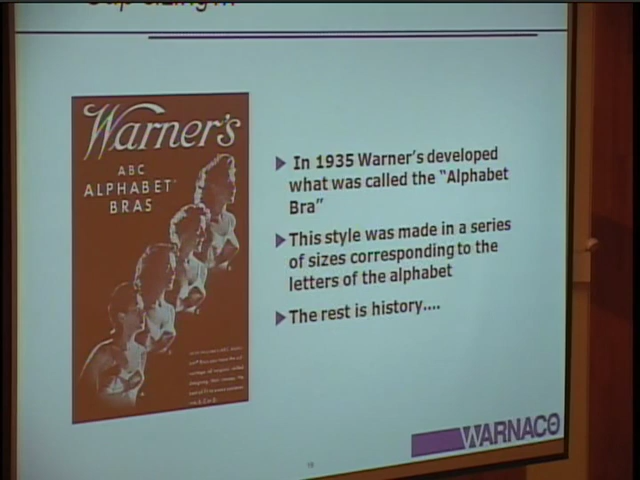 Warner's
ABC
ALPHABET
BRAS
In 1935 Warner's developed
what was called the “Alphabet
Bra”
This style was made in a series
of sizes corresponding to the
letters of the alphabet
The rest is history....
WARNACO